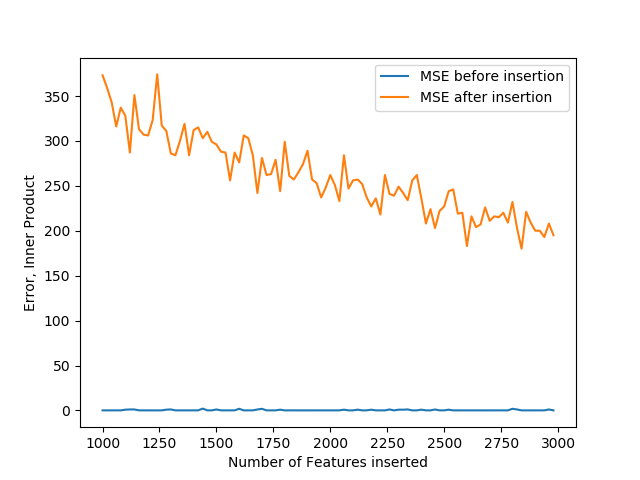 MSE before insertion
MSE after insertion
350
300
250
200
150
100
50
0
Error, Inner Product
1000 1250 1500 1750 2000 2250 2500 2750 3000
Number of Features inserted